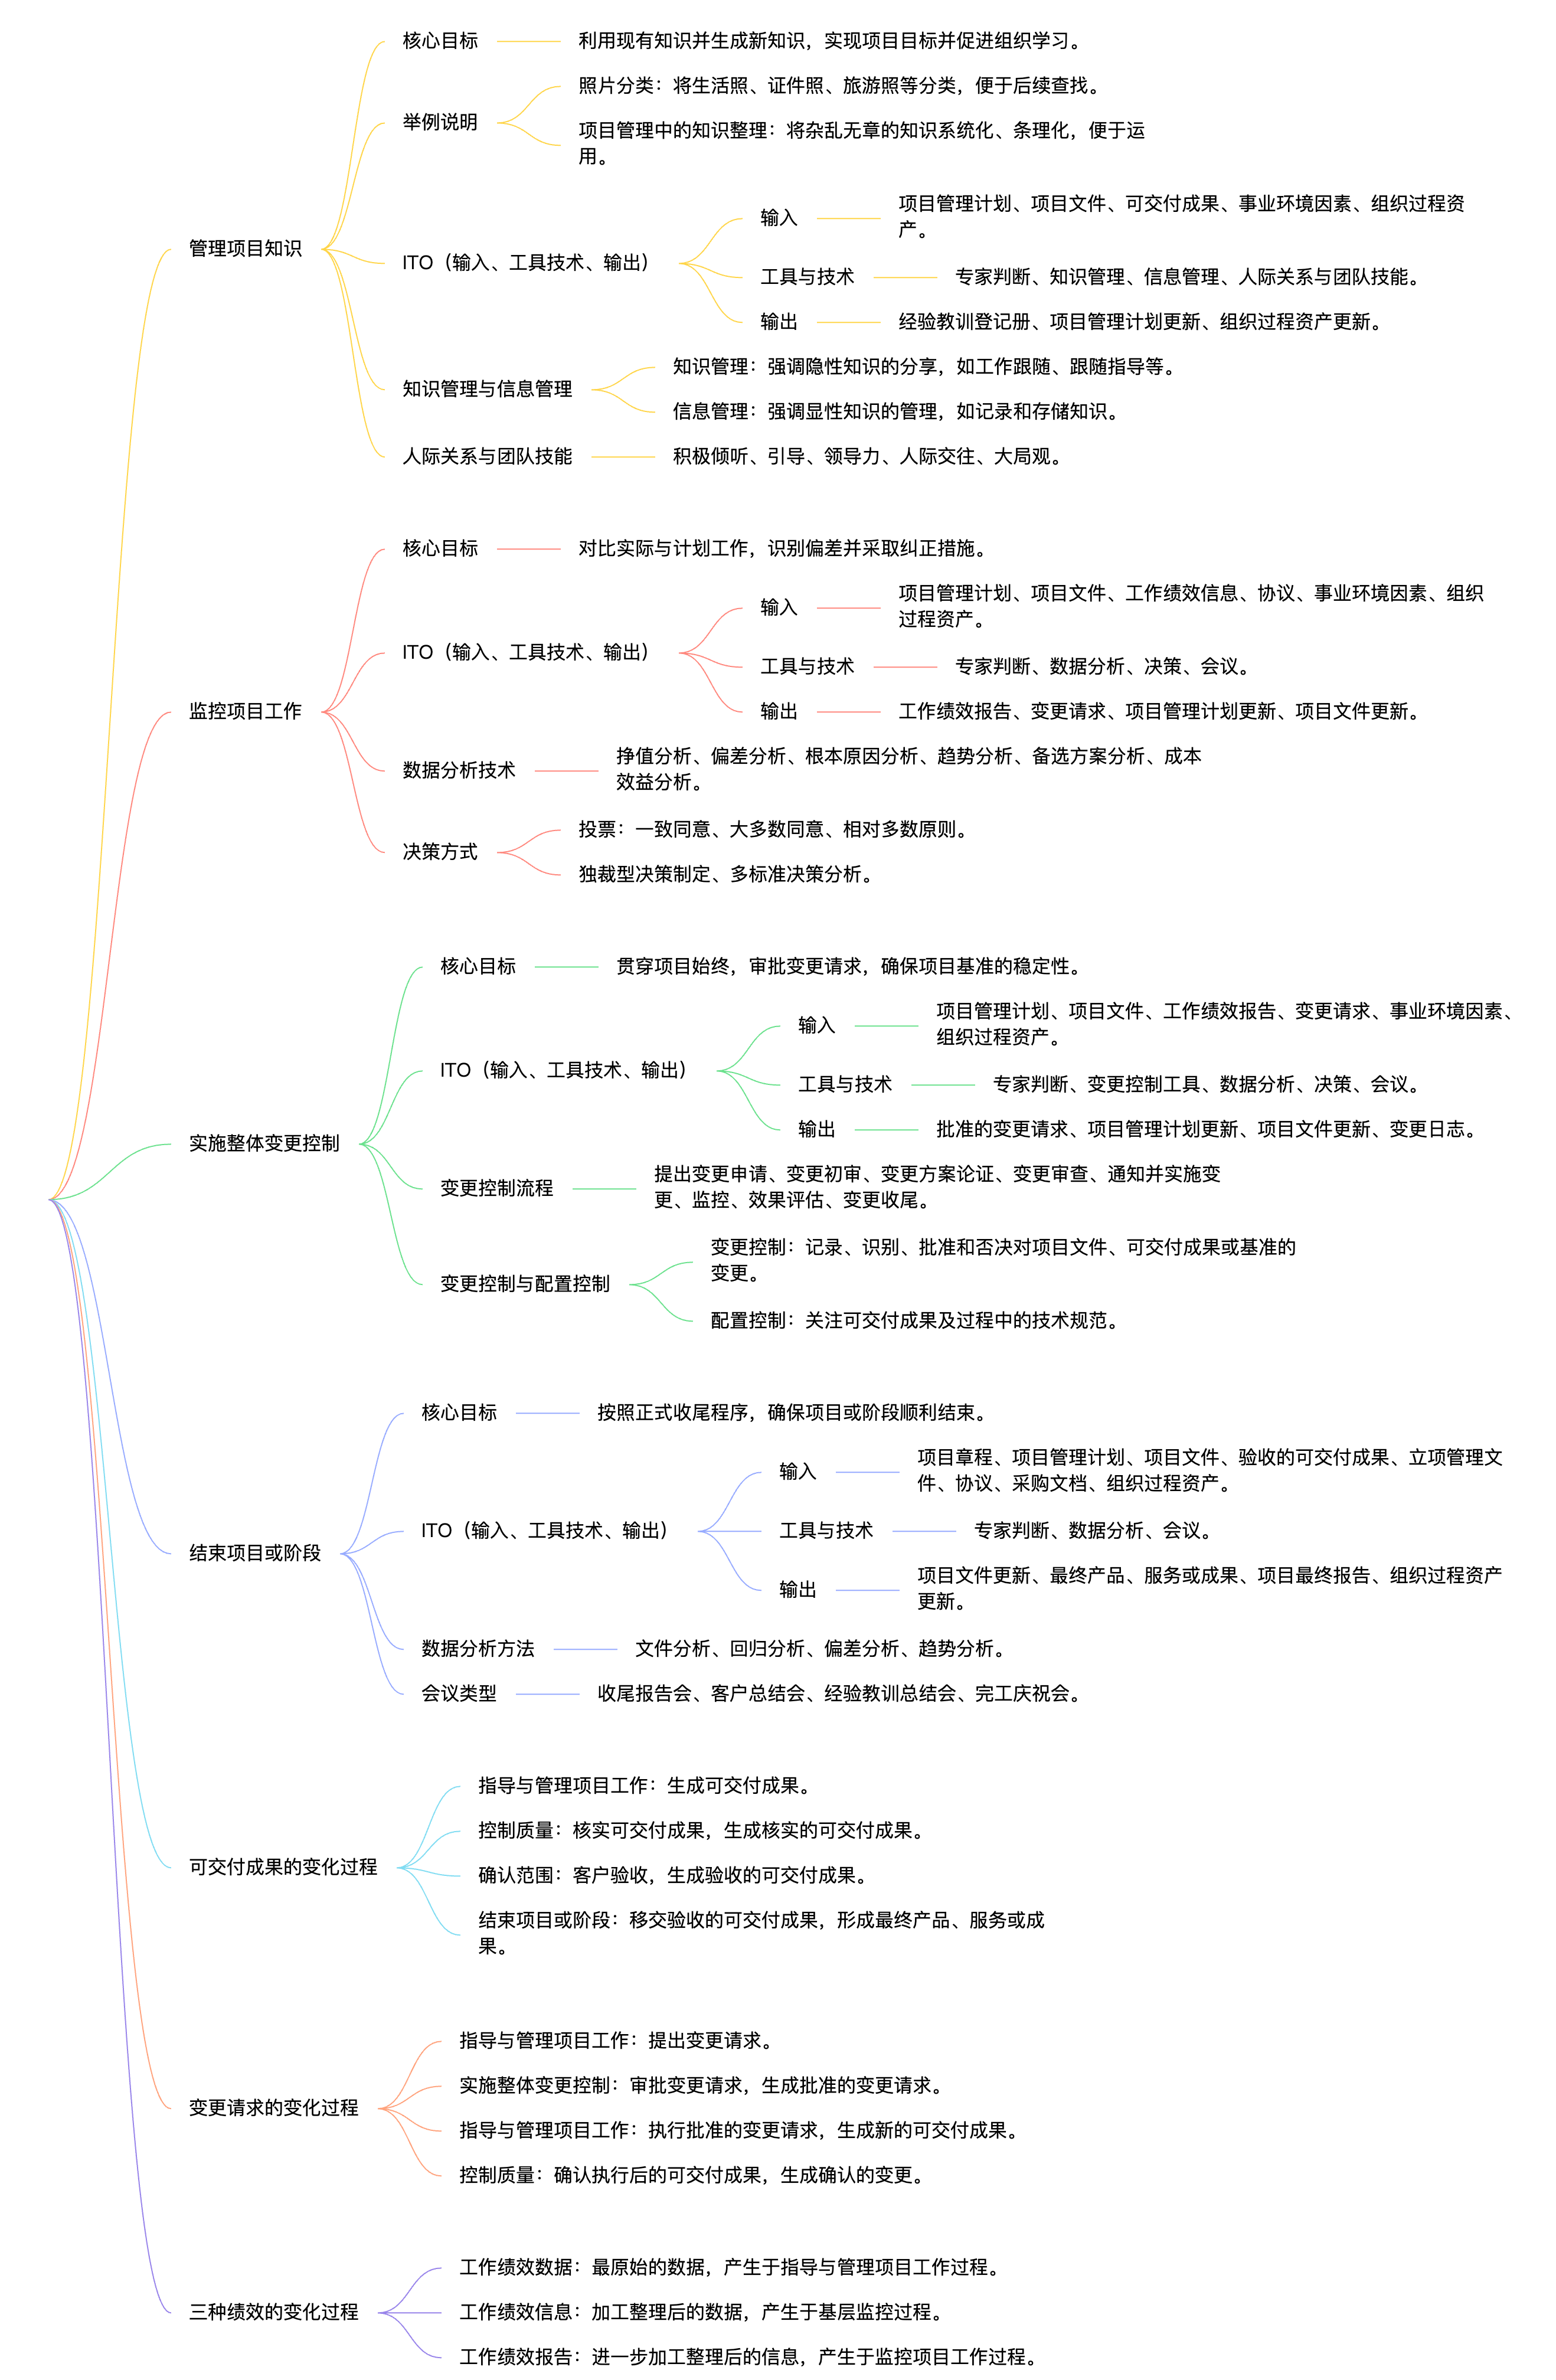 管理项目知识
核心目标
利用现有知识并生成新知识，实现项目目标并促进组织学习。
举例说明
照片分类：将生活照、证件照、旅游照等分类，便于后续查找。
项目管理中的知识整理：将杂乱无章的知识系统化、条理化，便于运
用。
ITO（输入、工具技术、输出）
输入
项目管理计划、项目文件、可交付成果、事业环境因素、组织过程资
产。
工具与技术
专家判断、知识管理、信息管理、人际关系与团队技能。
输出
经验教训登记册、项目管理计划更新、组织过程资产更新。
知识管理与信息管理
知识管理：强调隐性知识的分享，如工作跟随、跟随指导等。
信息管理：强调显性知识的管理，如记录和存储知识。
人际关系与团队技能
积极倾听、引导、领导力、人际交往、大局观。
监控项目工作
核心目标
对比实际与计划工作，识别偏差并采取纠正措施。
ITO（输入、工具技术、输出）
输入
项目管理计划、项目文件、工作绩效信息、协议、事业环境因素、组织
过程资产。
工具与技术
专家判断、数据分析、决策、会议。
输出
工作绩效报告、变更请求、项目管理计划更新、项目文件更新。
数据分析技术
挣值分析、偏差分析、根本原因分析、趋势分析、备选方案分析、成本
效益分析。
决策方式
投票：一致同意、大多数同意、相对多数原则。
独裁型决策制定、多标准决策分析。
实施整体变更控制
核心目标
贯穿项目始终，审批变更请求，确保项目基准的稳定性。
ITO（输入、工具技术、输出）
输入
项目管理计划、项目文件、工作绩效报告、变更请求、事业环境因素、
组织过程资产。
工具与技术
专家判断、变更控制工具、数据分析、决策、会议。
输出
批准的变更请求、项目管理计划更新、项目文件更新、变更日志。
变更控制流程
提出变更申请、变更初审、变更方案论证、变更审查、通知并实施变
更、监控、效果评估、变更收尾。
变更控制与配置控制
变更控制：记录、识别、批准和否决对项目文件、可交付成果或基准的
变更。
配置控制：关注可交付成果及过程中的技术规范。
结束项目或阶段
核心目标
按照正式收尾程序，确保项目或阶段顺利结束。
ITO（输入、工具技术、输出）
输入
项目章程、项目管理计划、项目文件、验收的可交付成果、立项管理文
件、协议、采购文档、组织过程资产。
工具与技术
专家判断、数据分析、会议。
输出
项目文件更新、最终产品、服务或成果、项目最终报告、组织过程资产
更新。
数据分析方法
文件分析、回归分析、偏差分析、趋势分析。
会议类型
收尾报告会、客户总结会、经验教训总结会、完工庆祝会。
可交付成果的变化过程
指导与管理项目工作：生成可交付成果。
控制质量：核实可交付成果，生成核实的可交付成果。
确认范围：客户验收，生成验收的可交付成果。
结束项目或阶段：移交验收的可交付成果，形成最终产品、服务或成
果。
变更请求的变化过程
指导与管理项目工作：提出变更请求。
实施整体变更控制：审批变更请求，生成批准的变更请求。
指导与管理项目工作：执行批准的变更请求，生成新的可交付成果。
控制质量：确认执行后的可交付成果，生成确认的变更。
三种绩效的变化过程
工作绩效数据：最原始的数据，产生于指导与管理项目工作过程。
工作绩效信息：加工整理后的数据，产生于基层监控过程。
工作绩效报告：进一步加工整理后的信息，产生于监控项目工作过程。